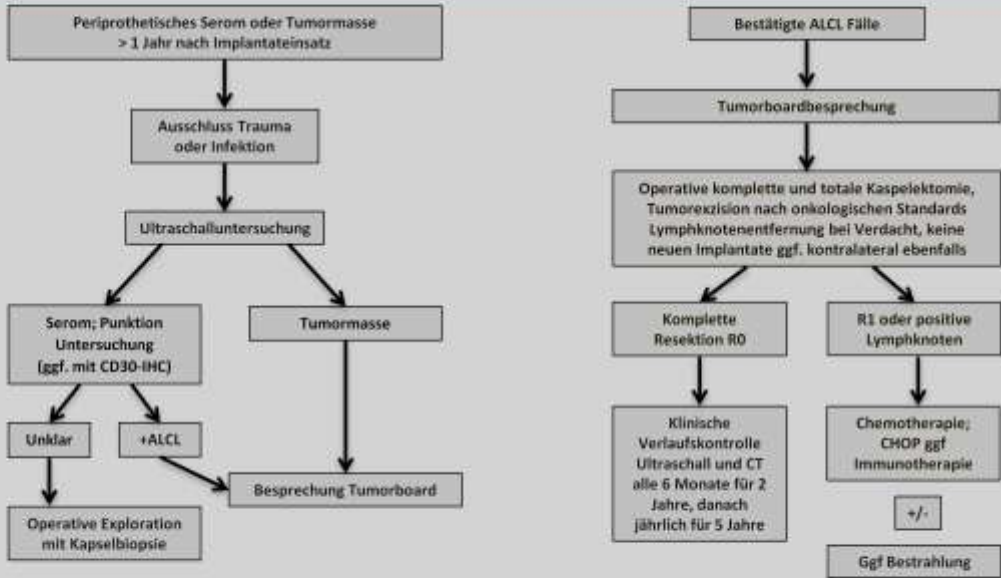 Periprothetisches Serom oder Tumormasse
> 1 Jahr nach Implantateinsatz
Ausschluss Trauma
oder Infektion
Ultraschalluntersuchung
Serom; Punktion
Untersuchung
(ggf. mit CD30-IHC)
Tumormasse
Unklar
+ALCL
Besprechung Tumorboard
Operative Exploration
mit Kapselbiopsie
Bestätigte ALCL Fälle
Tumorboardbesprechung
Operative komplette und totale Kaspelektomie,
Tumorexzision nach onkologischen Standards
Lymphknotenentfernung bei Verdacht, keine
neuen Implantate ggf. kontralateral ebenfalls
Komplette
Resektion R0
R1 oder positive
Lymphknoten
Klinische
Verlaufskontrolle
Ultraschall und CT
alle 6 Monate für 2
Jahre, danach
jährlich für 5 Jahre
Chemotherapie;
CHOP ggf
Immunotherapie
+/-
Ggf Bestrahlung